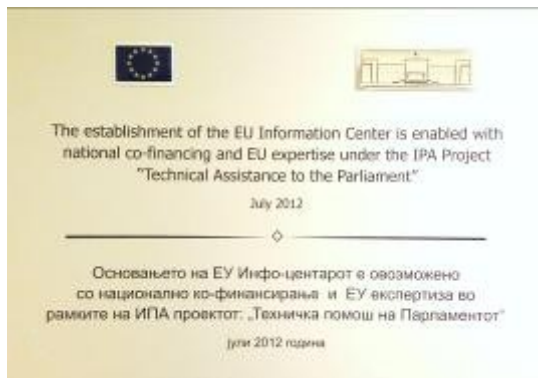 The establishment of the EU Information Center is enabled with
national co-financing and EU expertise under the IPA Project
"Technical Assistance to the Parliament"
July 2012
Основањето на ЕУ Инфо-центарот е овозможено
со национално ко-финансирање и ЕУ експертиза во
рамките на ИПА проектот: „Техничка помош на Парламентот"
јули 2012 година